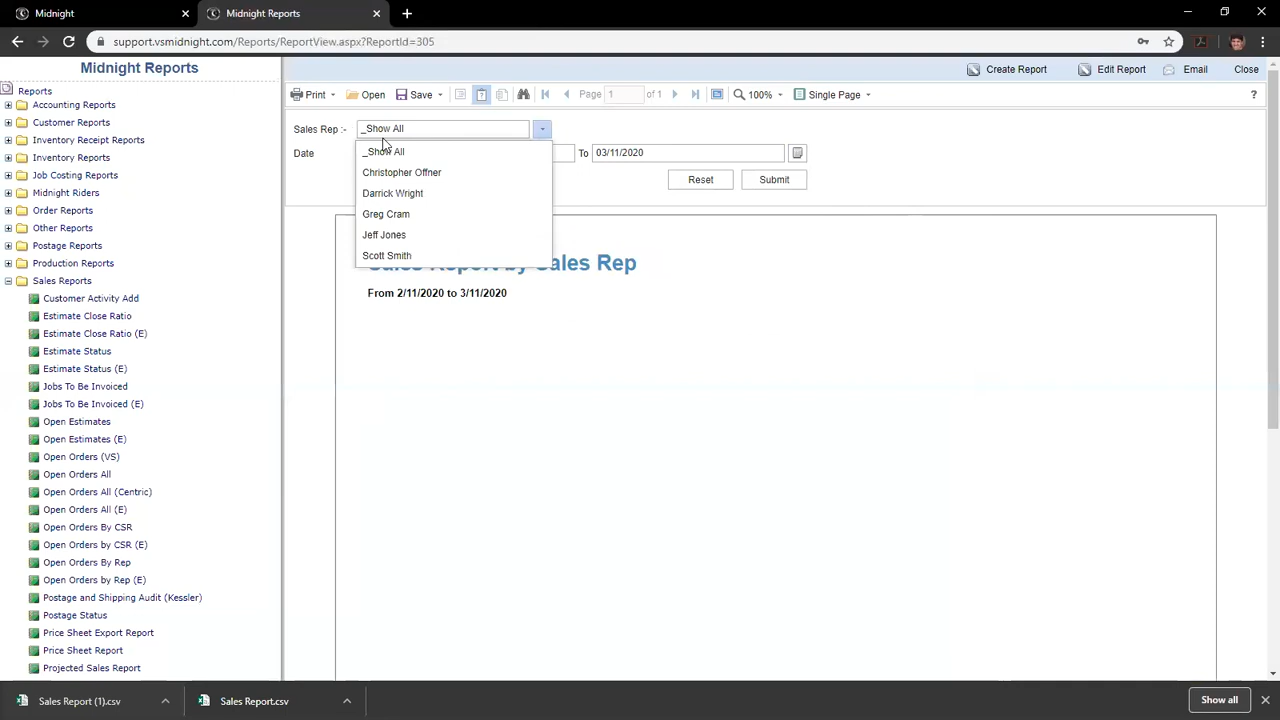 Midnight
Midnight Reports
support.vsmidnight.com/Reports/ReportView.aspx?ReportId=305
Midnight Reports
Create Report
Edit Report
Email
Close
Reports
Accounting Reports
Customer Reports
Inventory Receipt Reports
Inventory Reports
Job Costing Reports
Midnight Riders
Order Reports
Other Reports
Postage Reports
Production Reports
Sales Reports
Customer Activity Add
Estimate Close Ratio
Estimate Close Ratio (E)
Estimate Status
Estimate Status (E)
Jobs To Be Invoiced
Jobs To Be Invoiced (E)
Open Estimates
Open Estimates (E)
Open Orders (VS)
Open Orders All
Open Orders All (Centric)
Open Orders All (E)
Open Orders By CSR
Open Orders by CSR (E)
Open Orders By Rep
Open Orders by Rep (E)
Postage and Shipping Audit (Kessler)
Postage Status
Price Sheet Export Report
Price Sheet Report
Projected Sales Report
Print Open Save Page 1 of 1 100% Single Page ?
Sales Rep :- _Show All
_Show All
Christopher Offner
Darrick Wright
Greg Cram
Jeff Jones
Scott Smith
Date To 03/11/2020
Reset Submit
Sales Report by Sales Rep
From 2/11/2020 to 3/11/2020
Sales Report (1).csv
Sales Report.csv
Show all